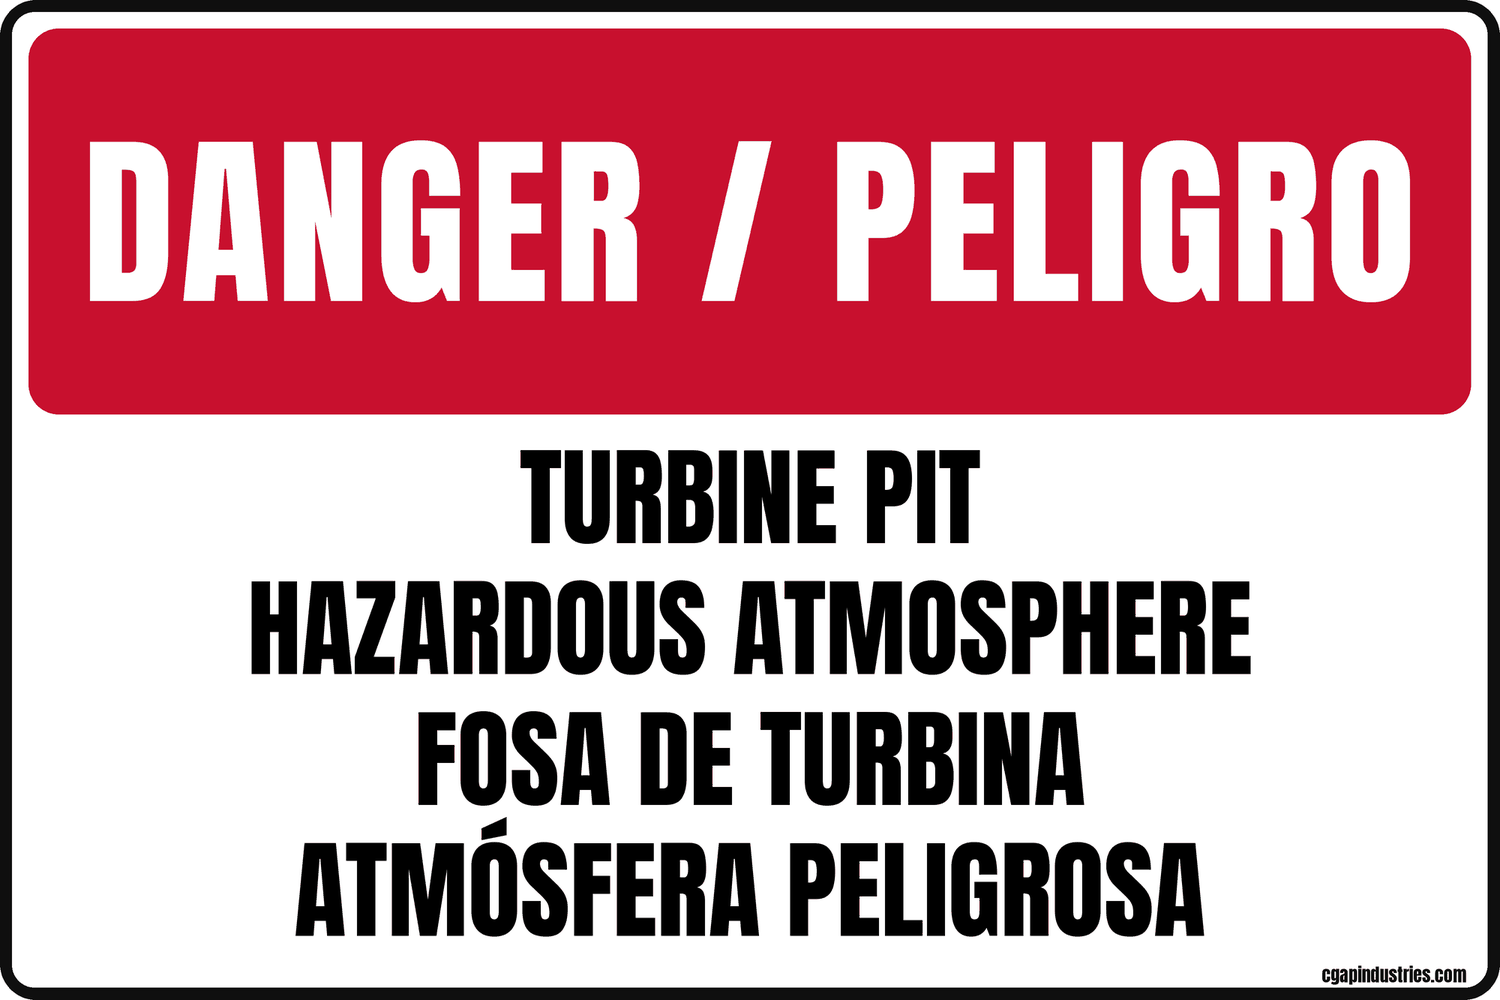 DANGER / PELIGRO
TURBINE PIT
HAZARDOUS ATMOSPHERE
FOSA DE TURBINA
ATMÓSFERA PELIGROSA
cgapindustries.com